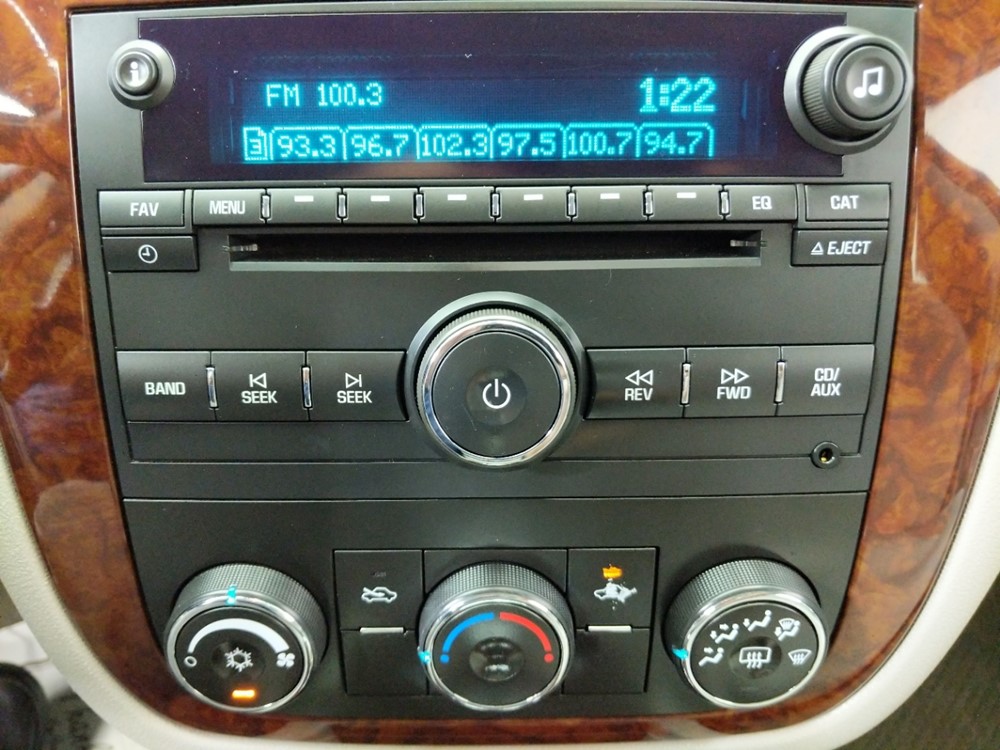 FM 100.3 1:22
3 93.3 96.7 102.3 97.5 100.7 94.7
FAV MENU EQ CAT
EJECT
BAND SEEK SEEK REV FWD CD/
AUX